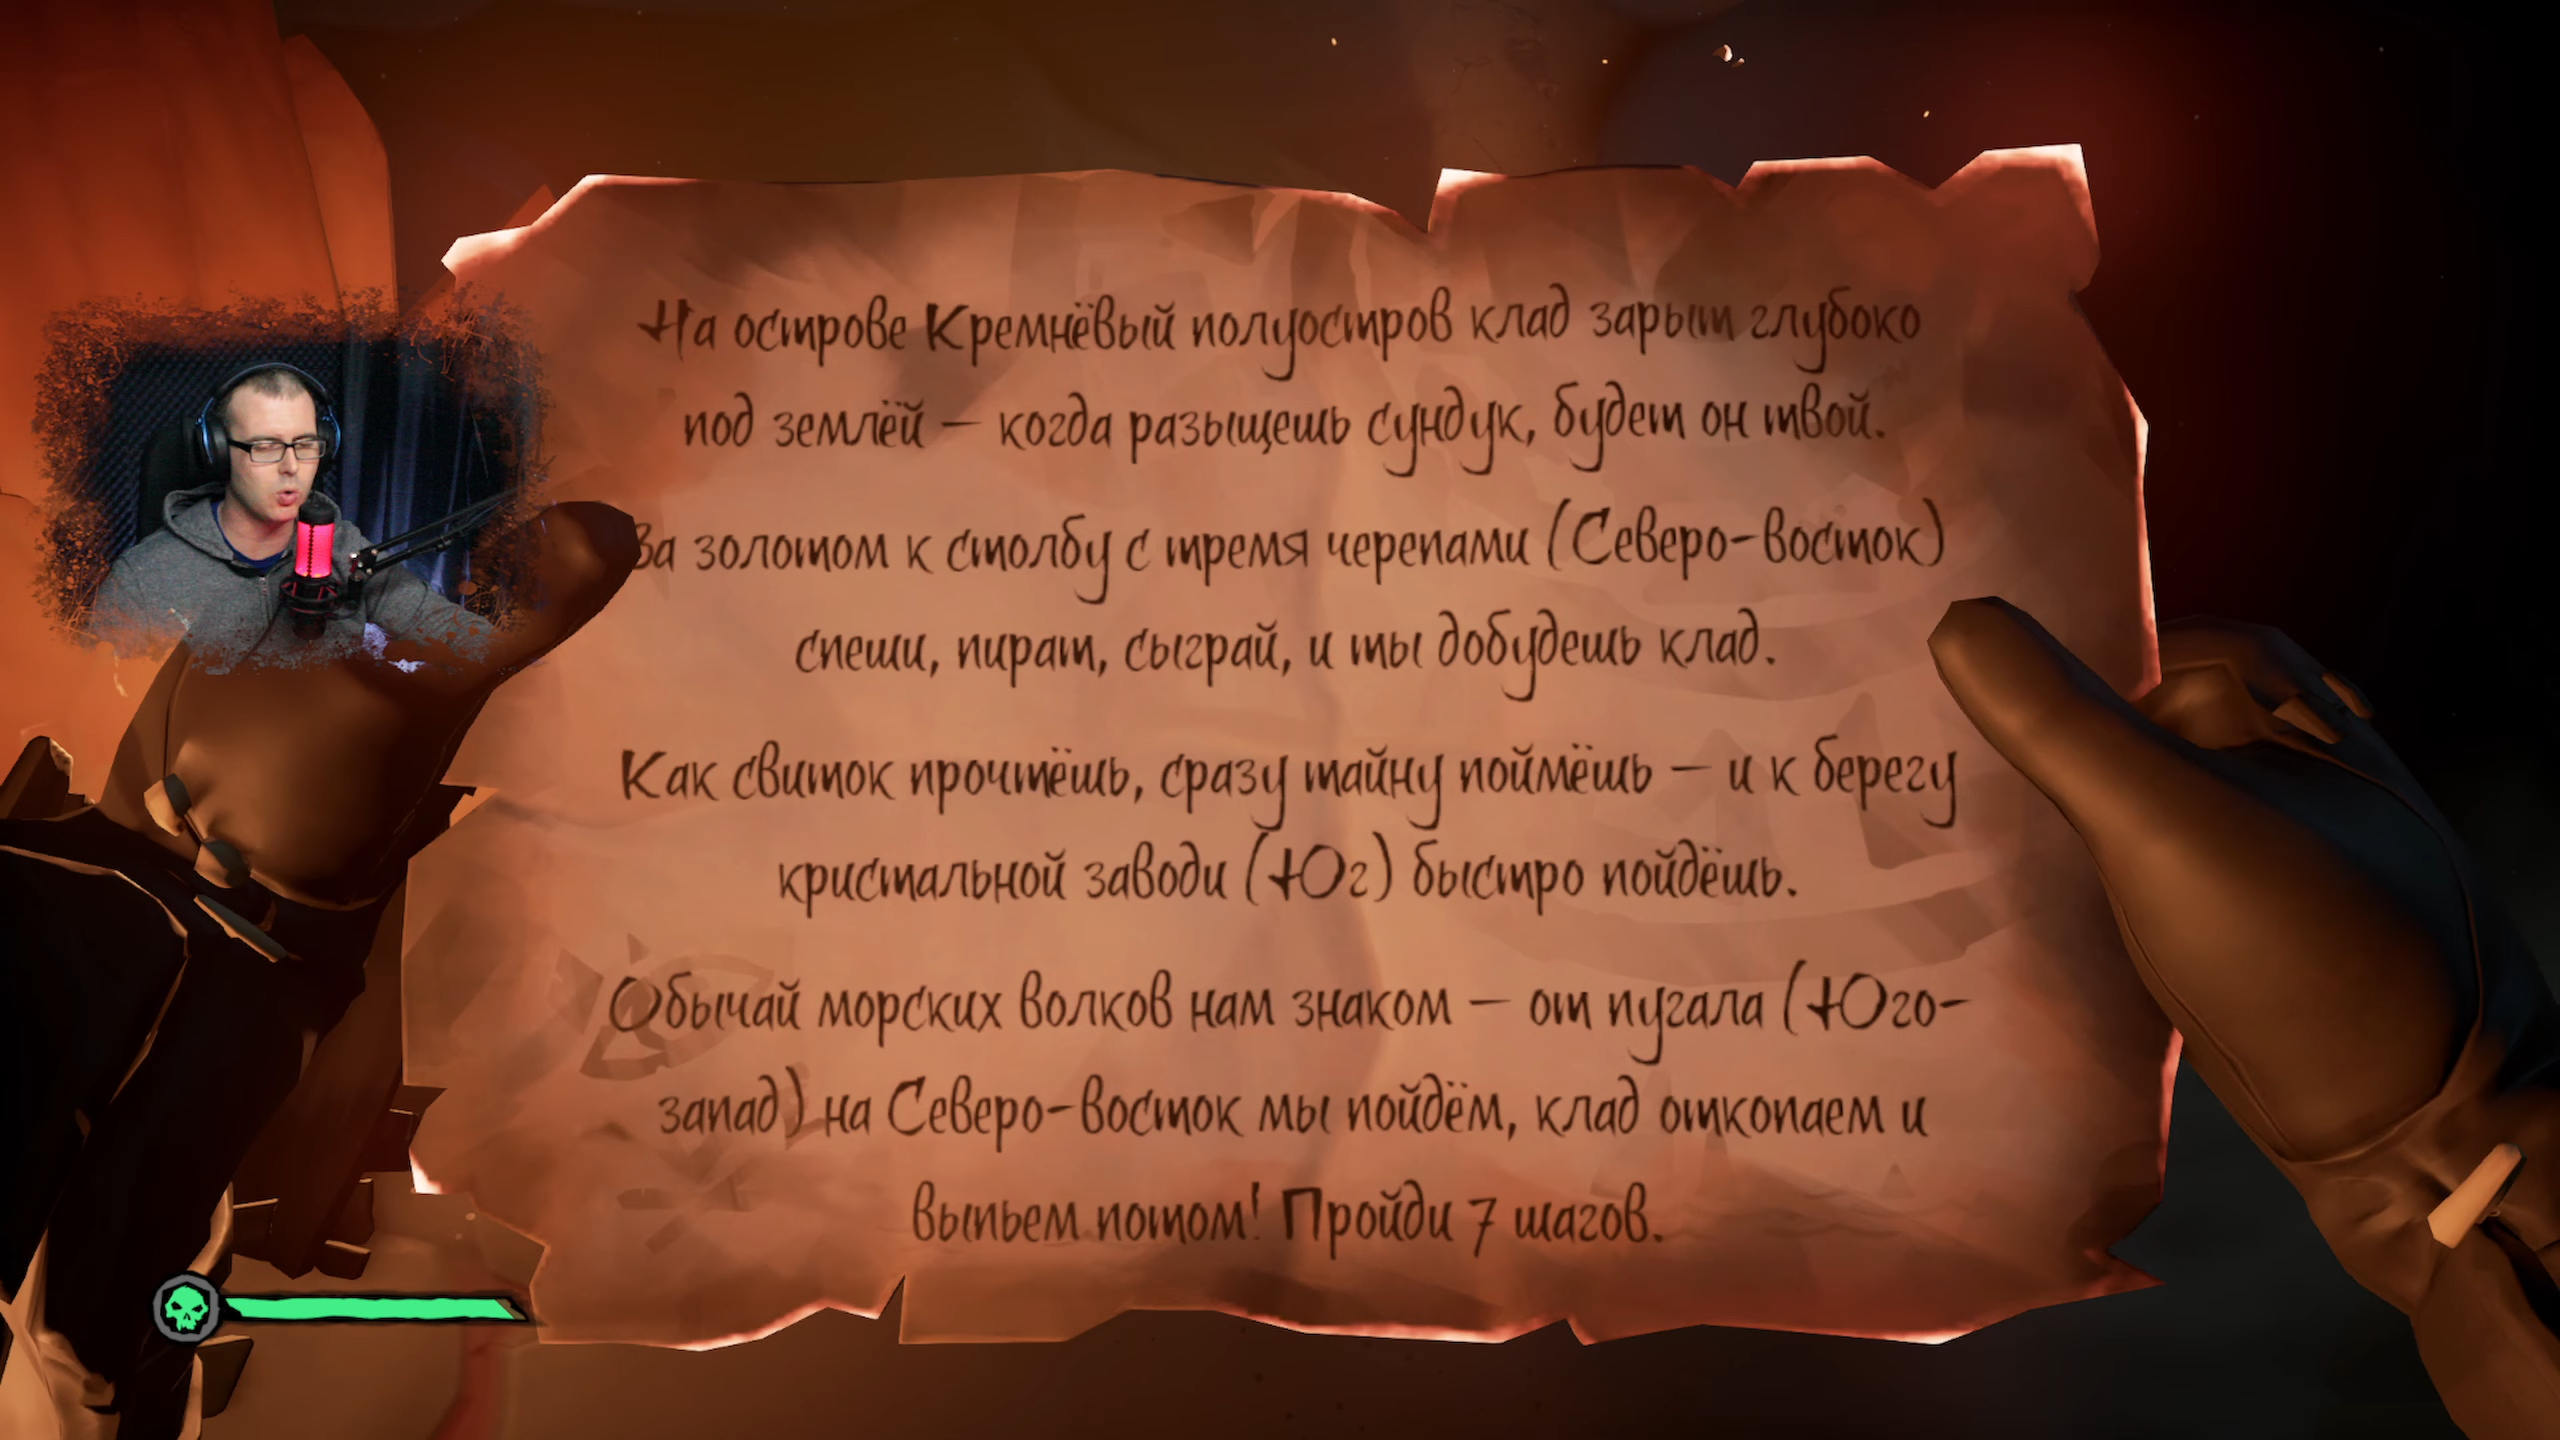 На острове Кремнёвый полуостров клад зарыт глубоко
под землёй – когда разыщешь сундук, будет он твой.
За золотом к столбу с тремя черепами (Северо-восток)
спеши, пират, сыграй, и ты добудешь клад.
Как свиток прочтёшь, сразу тайну поймёшь – и к берегу
кристальной заводи (Юг) быстро пойдёшь.
Обычай морских волков нам знаком – от пугала (Юго-
запад) на Северо-восток мы пойдём, клад откопаем и
выпьем потом! Пройди 7 шагов.